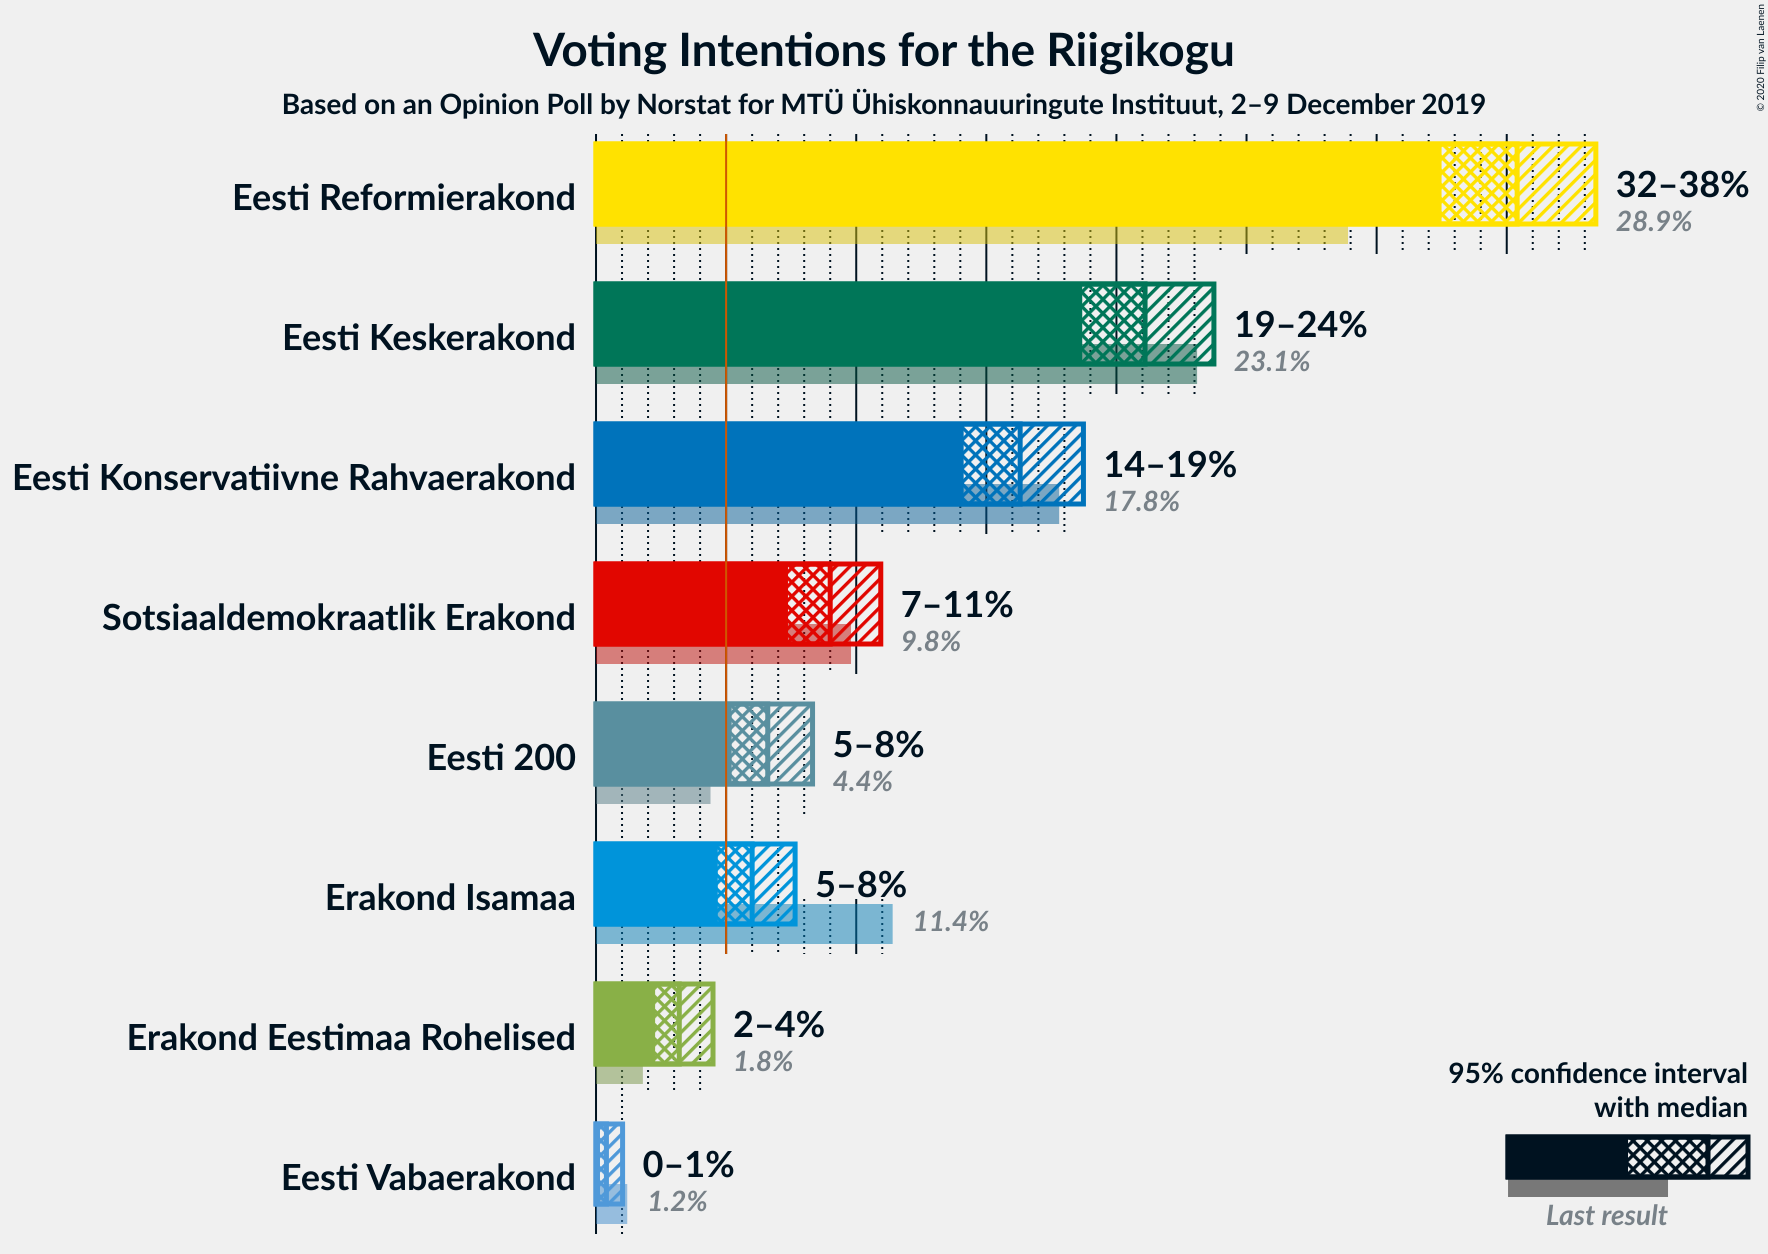 Voting Intentions for the Riigikogu
Based on an Opinion Poll by Norstat for MTÜ Ühiskonnauuringute Instituut, 2–9 December 2019
© 2020 Filip van Laenen
Eesti Reformierakond
32–38%
28.9%
Eesti Keskerakond
19–24%
23.1%
Eesti Konservatiivne Rahvaerakond
14–19%
17.8%
Sotsiaaldemokraatlik Erakond
7–11%
9.8%
Eesti 200
5–8%
4.4%
Erakond Isamaa
5–8%
11.4%
Erakond Eestimaa Rohelised
2–4%
1.8%
Eesti Vabaerakond
0–1%
1.2%
95% confidence interval
with median
Last result